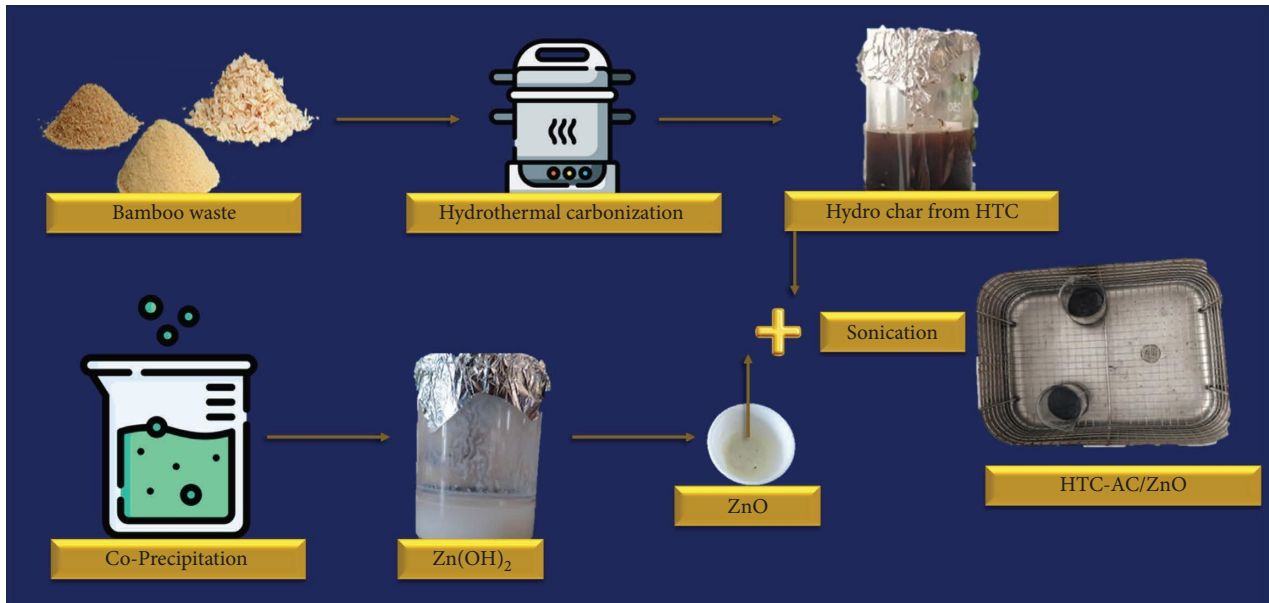 Bamboo waste
Hydrothermal carbonization
Hydro char from HTC
Sonication
ZnO
HTC-AC/ZnO
Co-Precipitation
Zn(OH)₂